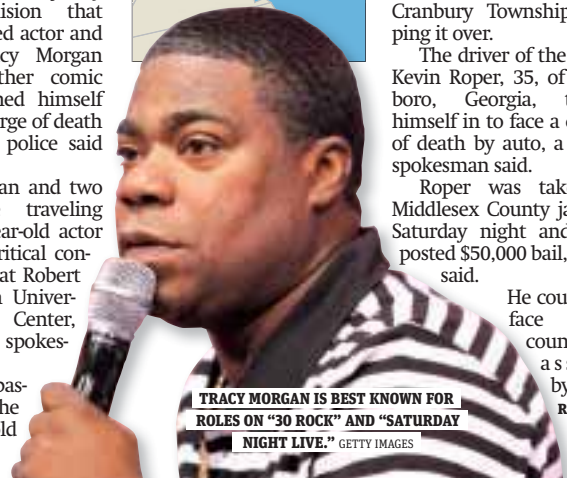 ision that
ed actor and
cy Morgan
ther comic
ned himself
rge of death
police said
an and two
traveling
ear-old actor
ritical con-
at Robert
Univer-
Center,
spokes-
pas-
he
ld
TRACY MORGAN IS BEST KNOWN FOR
ROLES ON “30 ROCK” AND “SATURDAY
NIGHT LIVE.” GETTY IMAGES
Cranbury Township
ping it over.
The driver of the
Kevin Roper, 35, of
boro, Georgia, t
himself in to face a
of death by auto, a
spokesman said.
Roper was tak
Middlesex County ja
Saturday night and
posted $50,000 bail,
said.
He cou
face
coun
ass
by
R